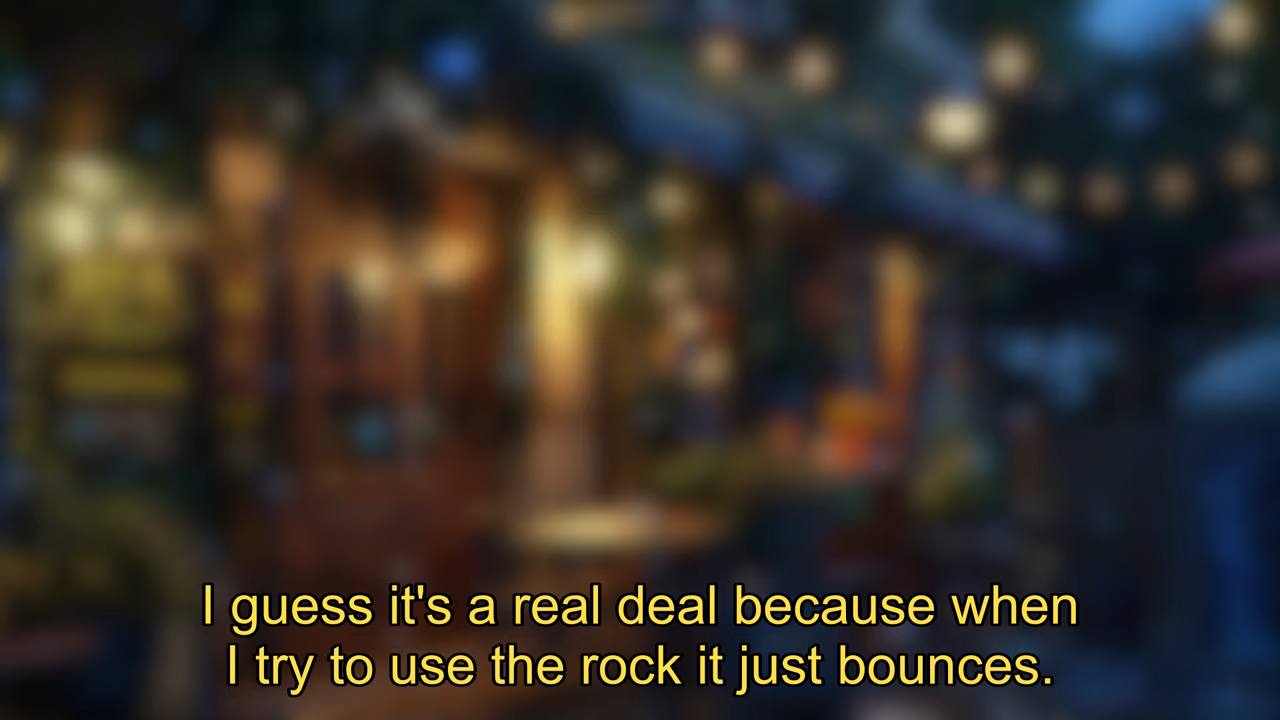 I guess it's a real deal because when
I try to use the rock it just bounces.